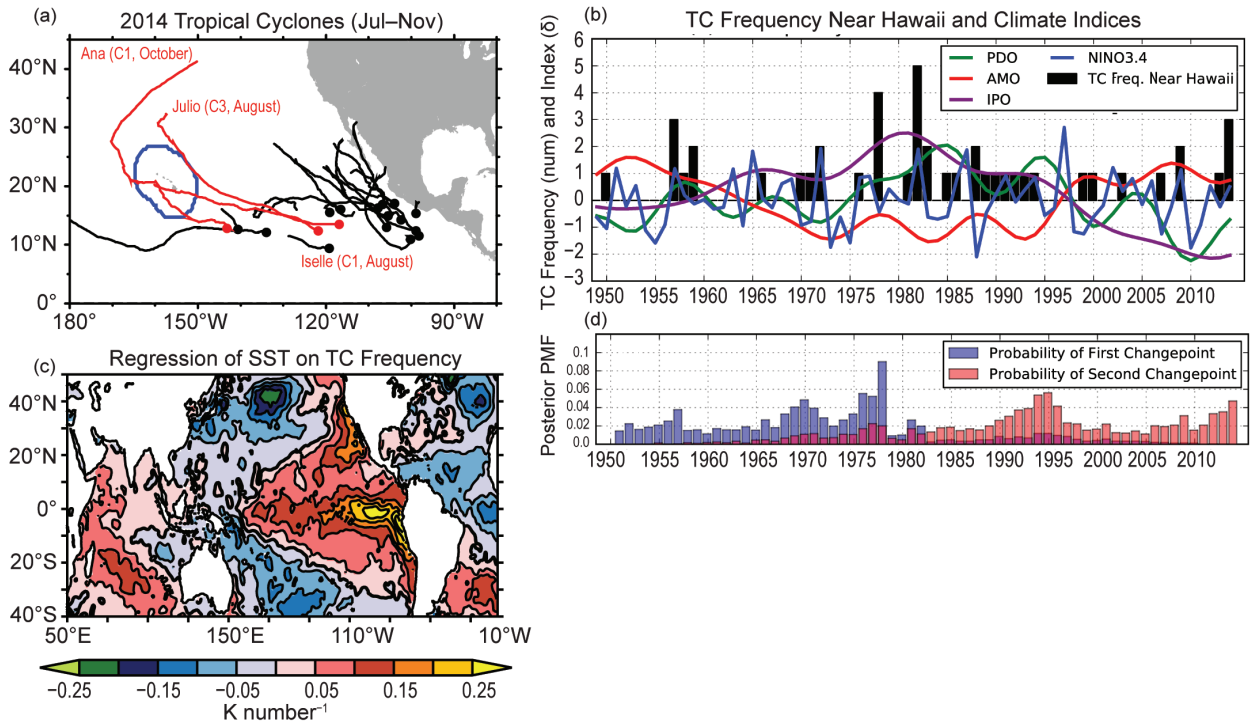 (a)
2014 Tropical Cyclones (Jul–Nov)
40°N
30°N
20°N
10°N
0°
180
150°W
120°W
90°W
Ana (C1, October)
Julio (C3, August)
Iselle (C1, August)
(b)
TC Frequency Near Hawaii and Climate Indices
TC Frequency (num) and Index (δ)
6
5
4
3
2
1
0
−1
−2
−3
PDO
AMO
IPO
NINO3.4
TC Freq. Near Hawaii
1950 1955 1960 1965 1970 1975 1980 1985 1990 1995 2000 2005 2010
(c)
Regression of SST on TC Frequency
40°N
20°N
0°
20°S
40°S
50°E
150°E
110°W
10°W
−0.25 −0.15 −0.05 0.05 0.15 0.25
K number⁻¹
(d)
Posterior PMF
0.1
0.08
0.06
0.04
0.02
0.0
Probability of First Changepoint
Probability of Second Changepoint
1950 1955 1960 1965 1970 1975 1980 1985 1990 1995 2000 2005 2010